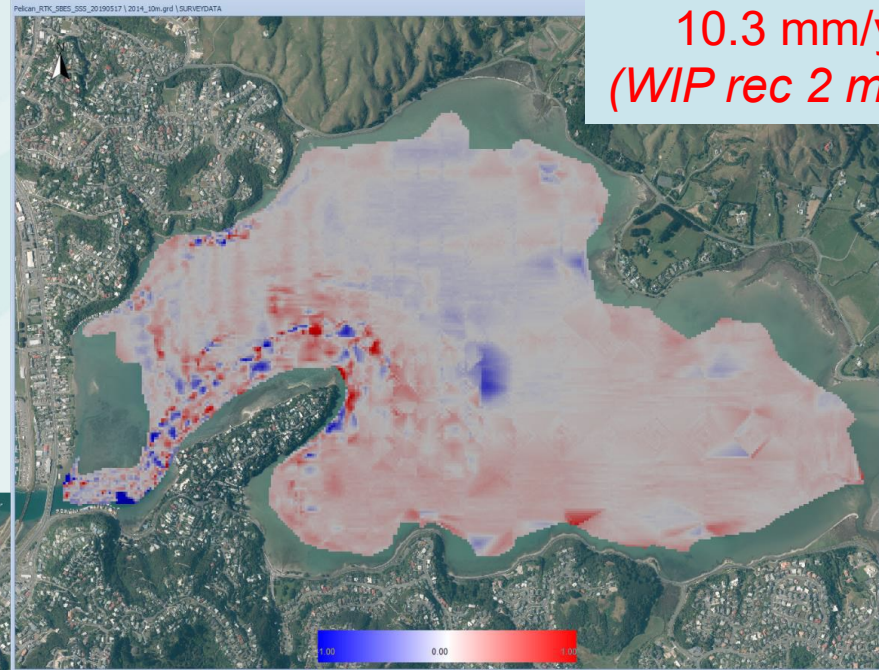 Pelican_RTK_SBES_SSS_20190517 \ 2014_10m.grd \ SURVEYDATA
10.3 mm/y
(WIP rec 2 m
1.00 0.00 1.00